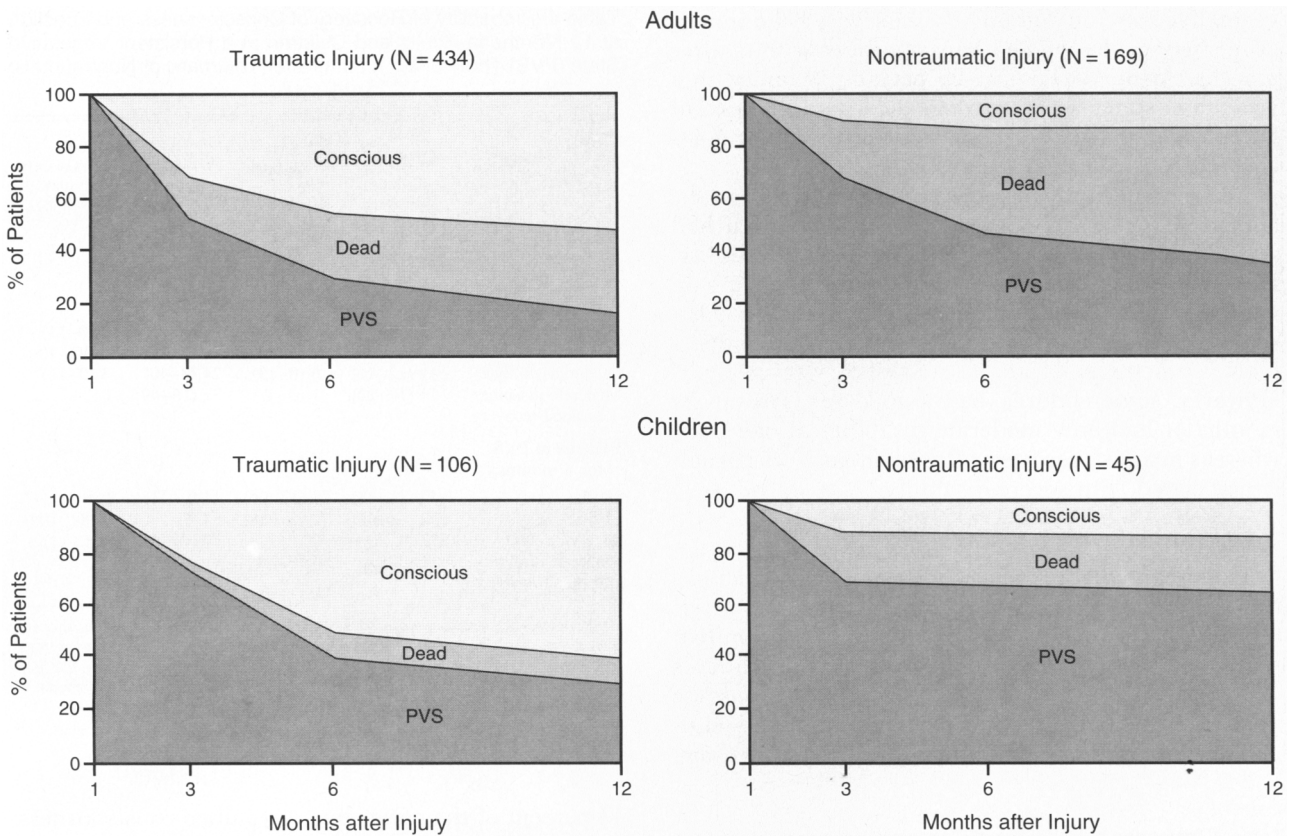 Adults
Traumatic Injury (N = 434)
Nontraumatic Injury (N = 169)
% of Patients
100
80
60
40
20
0
Conscious
Dead
PVS
1 3 6 12
100
80
60
40
20
0
Conscious
Dead
PVS
1 3 6 12
Children
Traumatic Injury (N = 106)
Nontraumatic Injury (N = 45)
% of Patients
100
80
60
40
20
0
Conscious
Dead
PVS
1 3 6 12
Months after Injury
100
80
60
40
20
0
Conscious
Dead
PVS
1 3 6 12
Months after Injury